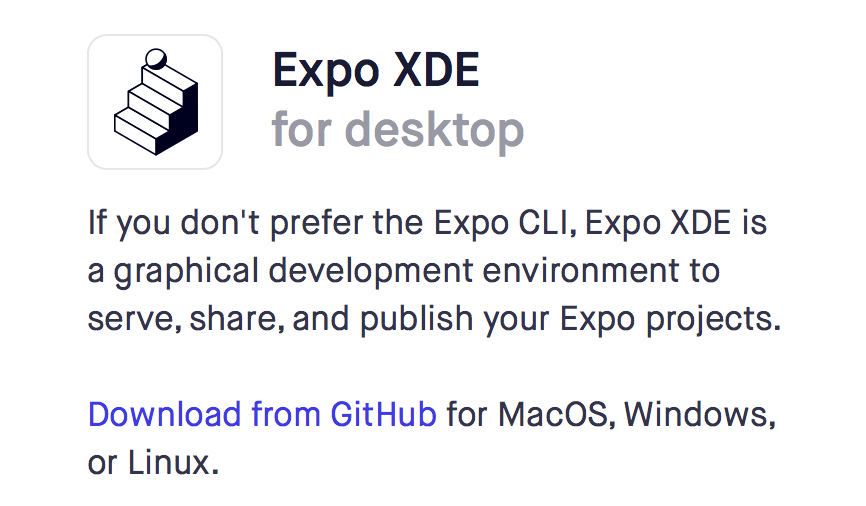 Expo XDE
for desktop
If you don't prefer the Expo CLI, Expo XDE is
a graphical development environment to
serve, share, and publish your Expo projects.
Download from GitHub for MacOS, Windows,
or Linux.